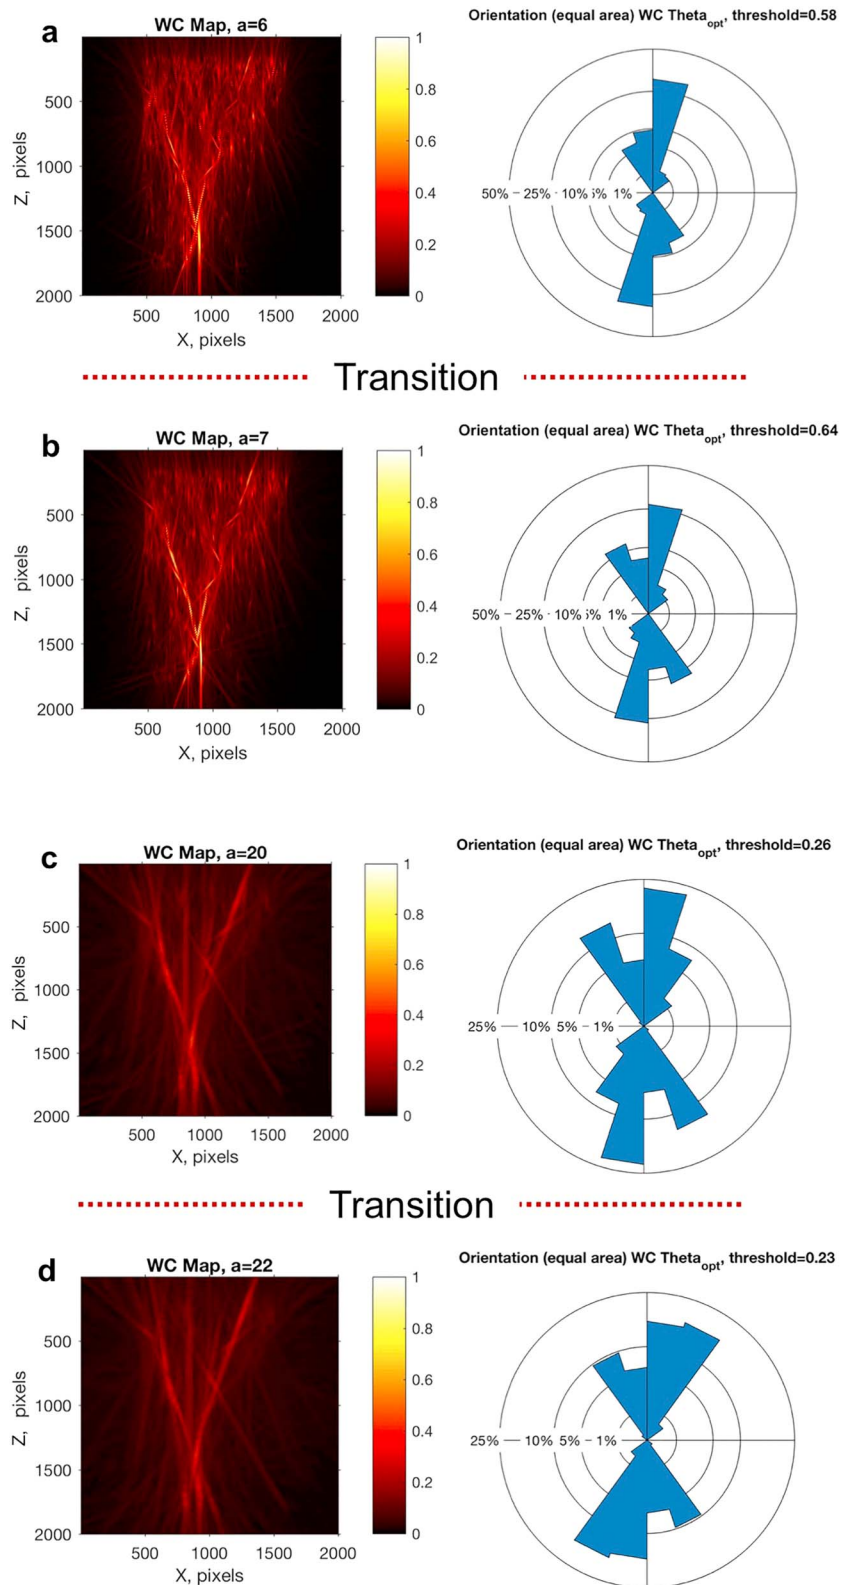 a
WC Map, a=6
Orientation (equal area) WC Theta_opt, threshold=0.58
Z, pixels
500
1000
1500
2000
500 1000 1500 2000
X, pixels
1
0.8
0.6
0.4
0.2
0
50% 25% 10% 5% 1%
Transition
b
WC Map, a=7
Orientation (equal area) WC Theta_opt, threshold=0.64
Z, pixels
500
1000
1500
2000
500 1000 1500 2000
X, pixels
1
0.8
0.6
0.4
0.2
0
50% 25% 10% 5% 1%
c
WC Map, a=20
Orientation (equal area) WC Theta_opt, threshold=0.26
Z, pixels
500
1000
1500
2000
500 1000 1500 2000
X, pixels
1
0.8
0.6
0.4
0.2
0
25% 10% 5% 1%
Transition
d
WC Map, a=22
Orientation (equal area) WC Theta_opt, threshold=0.23
Z, pixels
500
1000
1500
2000
500 1000 1500 2000
X, pixels
1
0.8
0.6
0.4
0.2
0
25% 10% 5% 1%